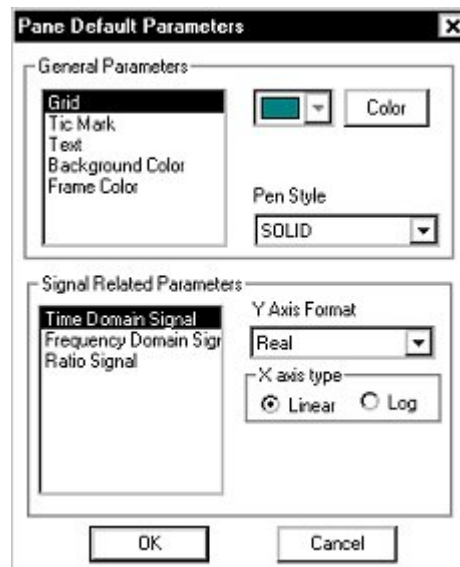 Pane Default Parameters
General Parameters
Grid
Tic Mark
Text
Background Color
Frame Color
Color
Pen Style
SOLID
Signal Related Parameters
Time Domain Signal
Frequency Domain Sigr
Ratio Signal
Y Axis Format
Real
X axis type
Linear
Log
OK
Cancel